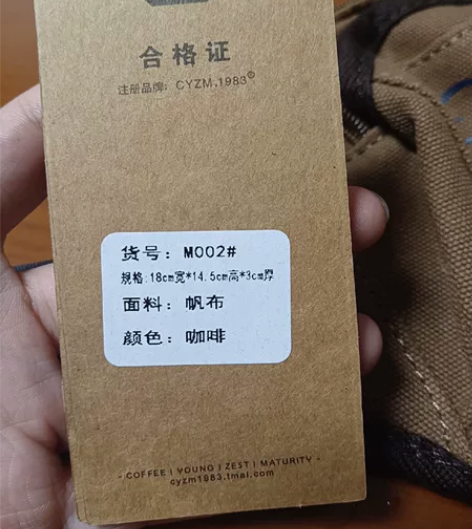 合格证
注册品牌: CYZM.1983®
货号: M002#
规格:18cm宽*14.5cm高*3cm厚
面料: 帆布
颜色: 咖啡
- COFFEE I YOUNG I ZEST I MATURITY -
cyzm1983.tmall.com